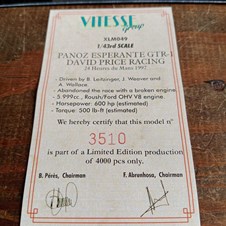 VITESSE
XLM049
1:43rd SCALE
PANOZ ESPERANTE GTR-1
DAVID PRICE RACING
24 Heures du Mans 1997
- Driven by B. Leitzinger, J. Weaver and
A. Wallace
- Abandoned the race with a broken engine
- 5.999cc, Roush/Ford OHV V8 engine.
- Horsepower: 600 hp (estimated)
- Torque: 500 lb·ft (estimated)
We hereby certify that this model nº
3510
is part of a Limited Edition production
of 4000 pcs only.
B. Pérès, Chairman F. Abrunhosa, Chairman